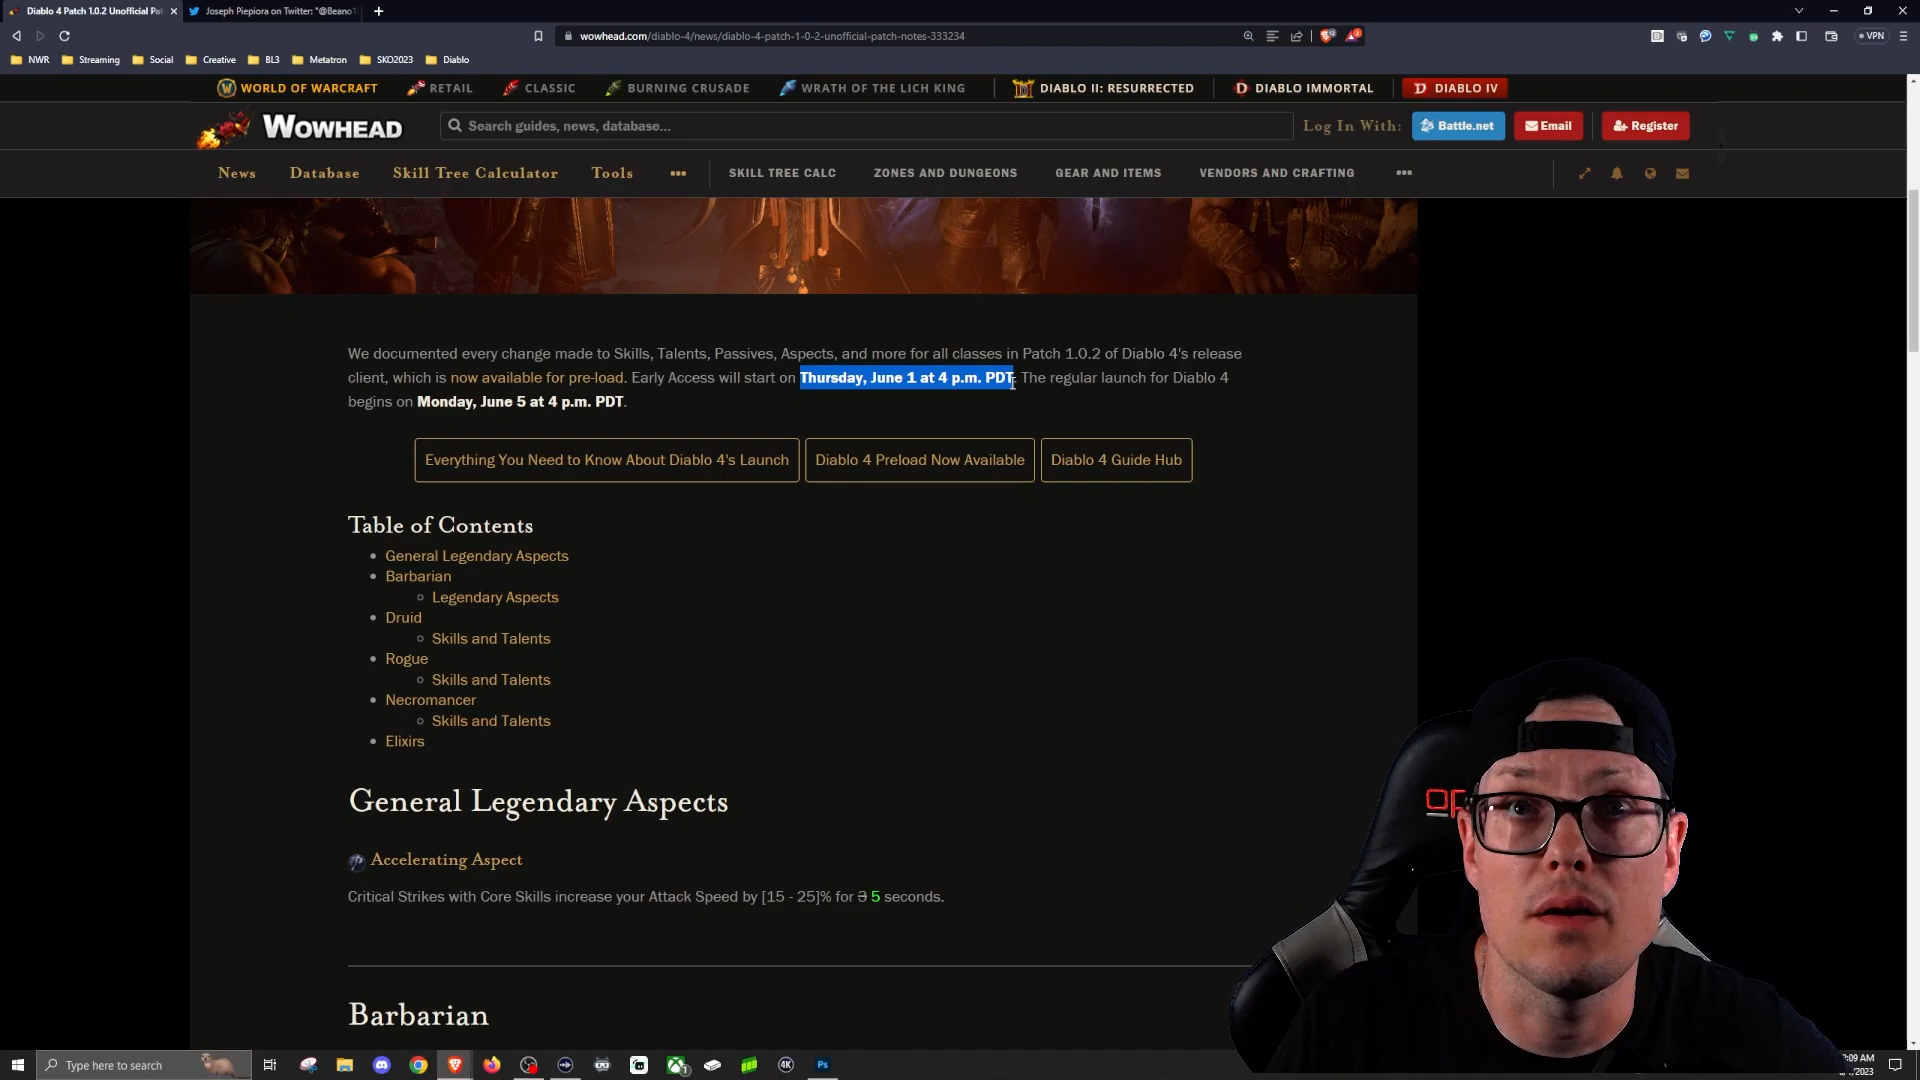 Diablo 4 Patch 1.0.2 Unofficial Pat
Joseph Piepiora on Twitter: "@Beano
wowhead.com/diablo-4/news/diablo-4-patch-1-0-2-unofficial-patch-notes-333234
VPN
NWR Streaming Social Creative BL3 Metatron SKO2023 Diablo
WORLD OF WARCRAFT RETAIL CLASSIC BURNING CRUSADE WRATH OF THE LICH KING DIABLO II: RESURRECTED DIABLO IMMORTAL DIABLO IV
WOWHEAD Search guides, news, database... Log In With: Battle.net Email Register
News Database Skill Tree Calculator Tools ••• SKILL TREE CALC ZONES AND DUNGEONS GEAR AND ITEMS VENDORS AND CRAFTING •••
We documented every change made to Skills, Talents, Passives, Aspects, and more for all classes in Patch 1.0.2 of Diablo 4's release
client, which is now available for pre-load. Early Access will start on Thursday, June 1 at 4 p.m. PDT. The regular launch for Diablo 4
begins on Monday, June 5 at 4 p.m. PDT.
Everything You Need to Know About Diablo 4's Launch Diablo 4 Preload Now Available Diablo 4 Guide Hub
Table of Contents
• General Legendary Aspects
• Barbarian
○ Legendary Aspects
• Druid
○ Skills and Talents
• Rogue
○ Skills and Talents
• Necromancer
○ Skills and Talents
• Elixirs
General Legendary Aspects
Accelerating Aspect
Critical Strikes with Core Skills increase your Attack Speed by [15 - 25]% for 3 5 seconds.
Barbarian
Type here to search
4K
Ps
:09 AM